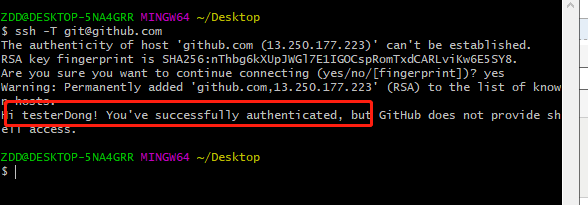 ZDD@DESKTOP-5NA4GRR MINGW64 ~/Desktop
$ ssh -T git@github.com
The authenticity of host 'github.com (13.250.177.223)' can't be established.
RSA key fingerprint is SHA256:nThbg6kXUpJWGl7E1IGOCspRomTxdCARLviKw6E5SY8.
Are you sure you want to continue connecting (yes/no/[fingerprint])? yes
Warning: Permanently added 'github.com,13.250.177.223' (RSA) to the list of know
n hosts.
Hi testerDong! You've successfully authenticated, but GitHub does not provide sh
ell access.
ZDD@DESKTOP-5NA4GRR MINGW64 ~/Desktop
$